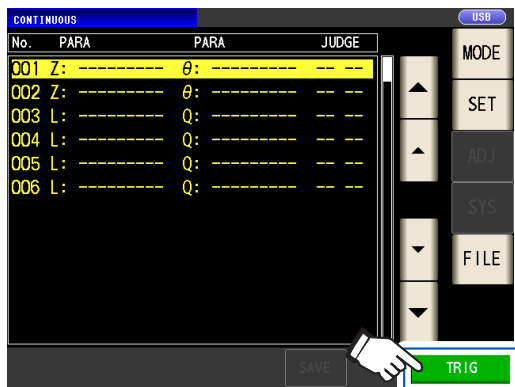 CONTINUOUS USB
No. PARA PARA JUDGE
001 Z: --------- θ: --------- -- --
002 Z: --------- θ: --------- -- --
003 L: --------- Q: --------- -- --
004 L: --------- Q: --------- -- --
005 L: --------- Q: --------- -- --
006 L: --------- Q: --------- -- --
MODE
SET
ADJ
SYS
FILE
SAVE
TRIG